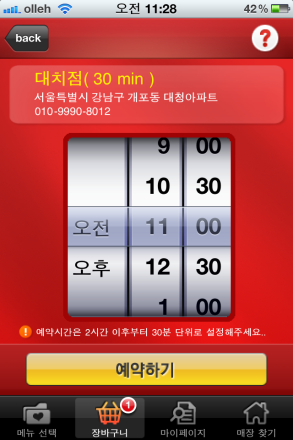 olleh 오전 11:28 42%
back ?
대치점( 30 min )
서울특별시 강남구 개포동 대청아파트
010-9990-8012
9 00
10 30
오전 11 00
오후 12 30
1 00
! 예약시간은 2시간 이후부터 30분 단위로 설정해주세요..
예약하기
1
메뉴 선택 장바구니 마이페이지 매장 찾기